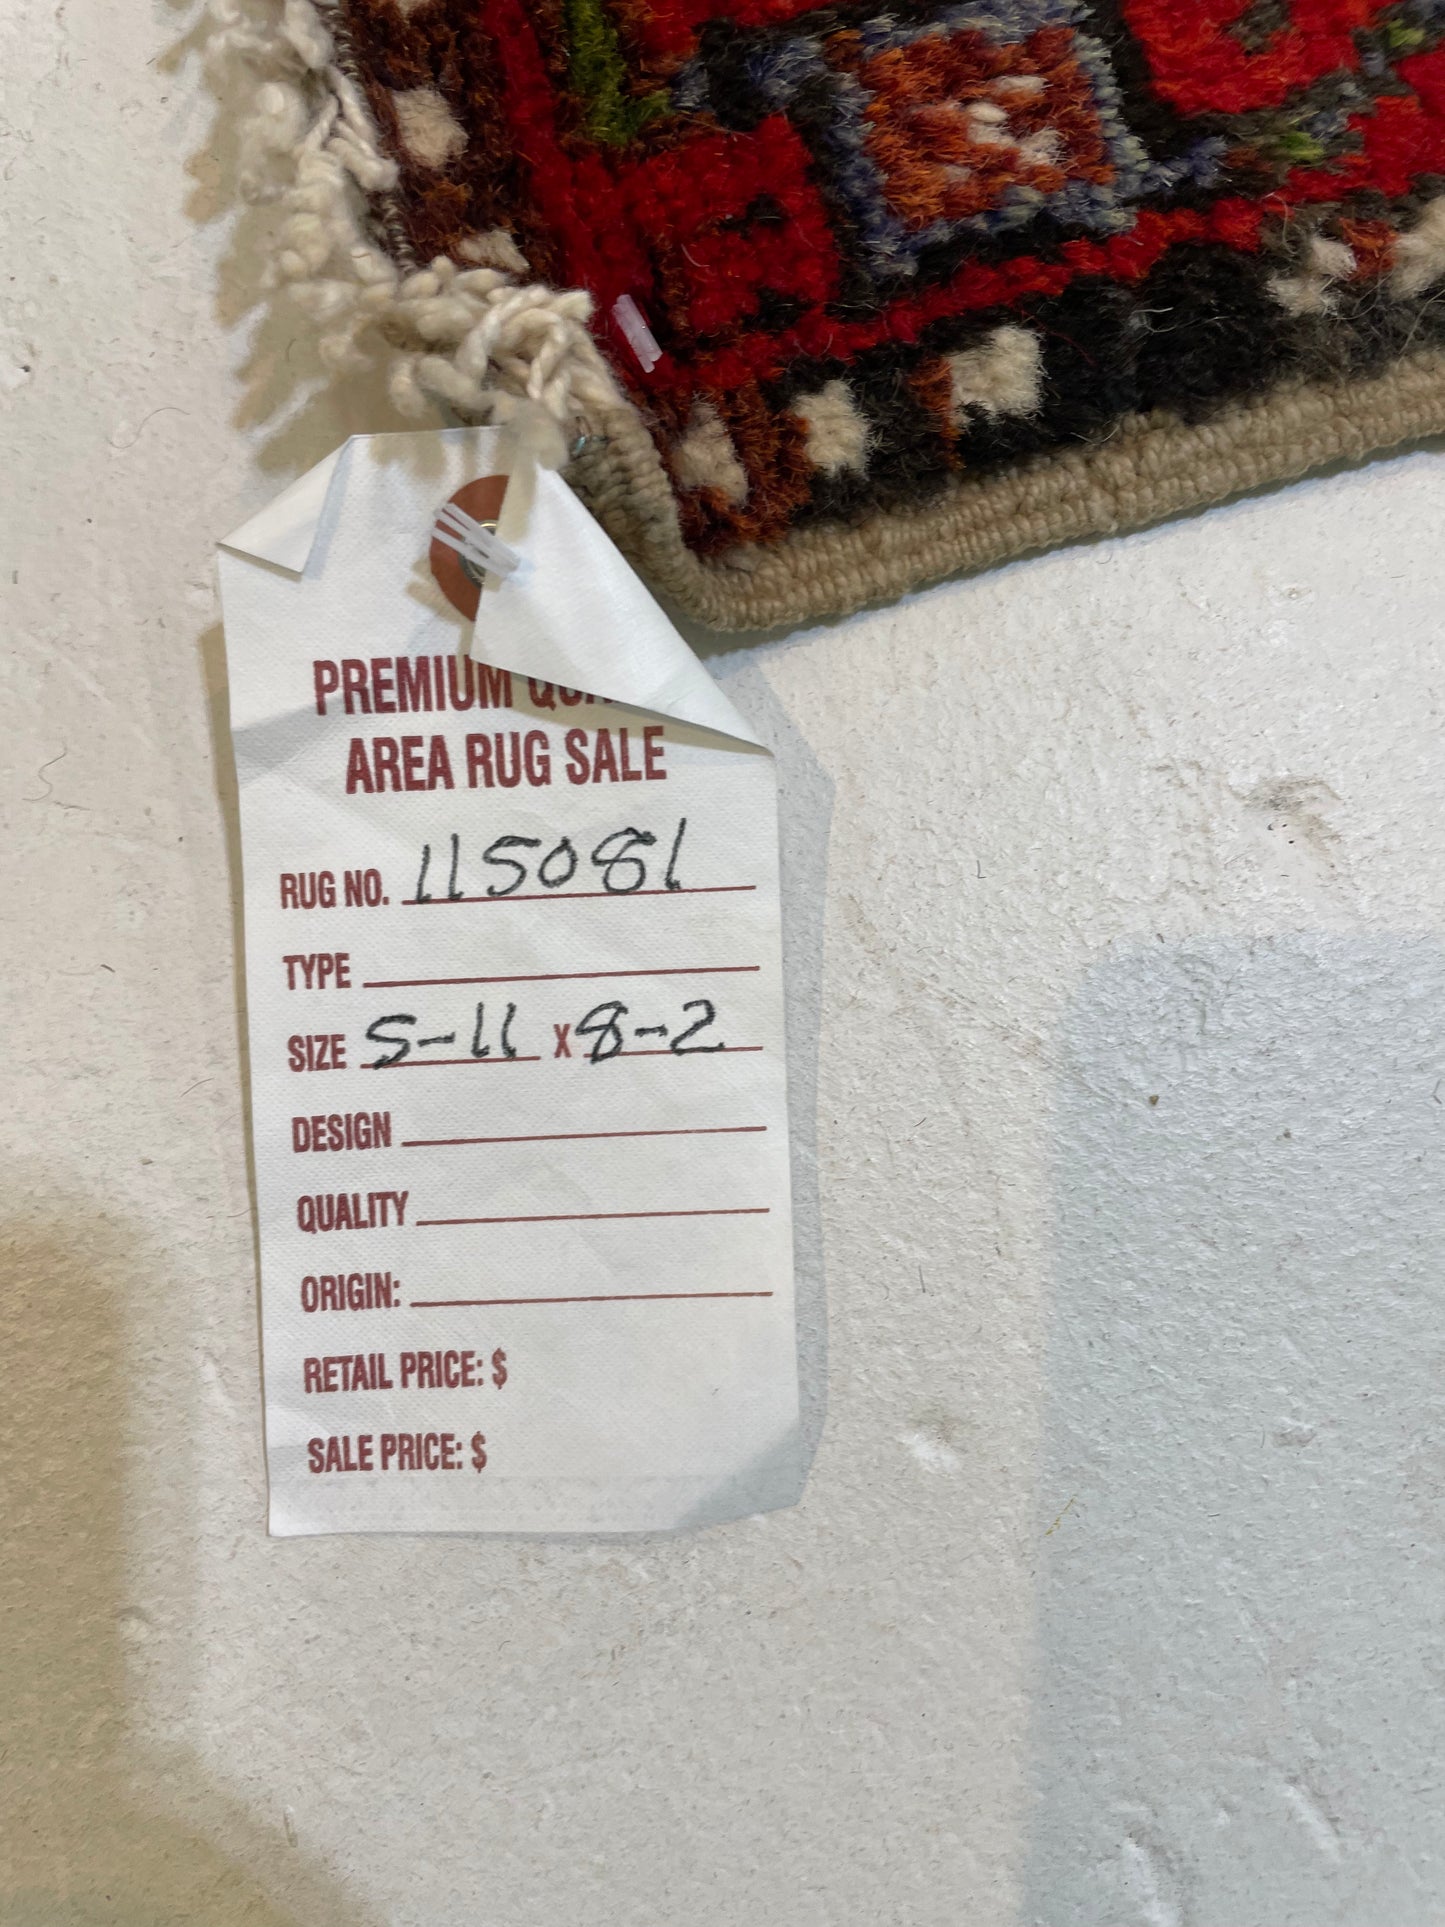 PREMIUM
AREA RUG SALE
RUG NO. 115081
TYPE
SIZE 5-11 x 8-2
DESIGN
QUALITY
ORIGIN:
RETAIL PRICE: $
SALE PRICE: $